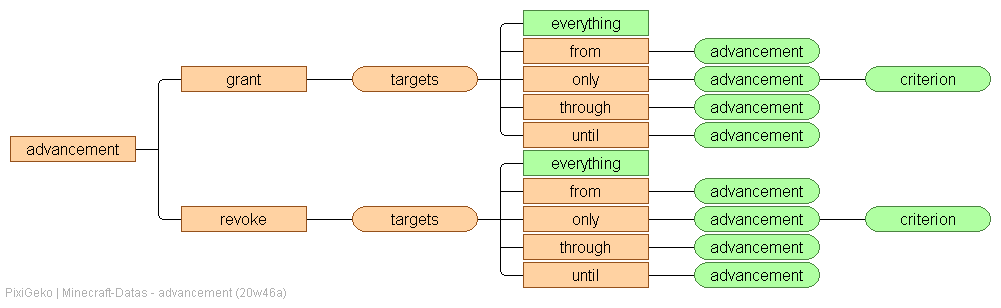 everything
from advancement
grant targets only advancement criterion
through advancement
until advancement
advancement
everything
from advancement
revoke targets only advancement criterion
through advancement
until advancement
PixiGeko | Minecraft-Datas - advancement (20w46a)